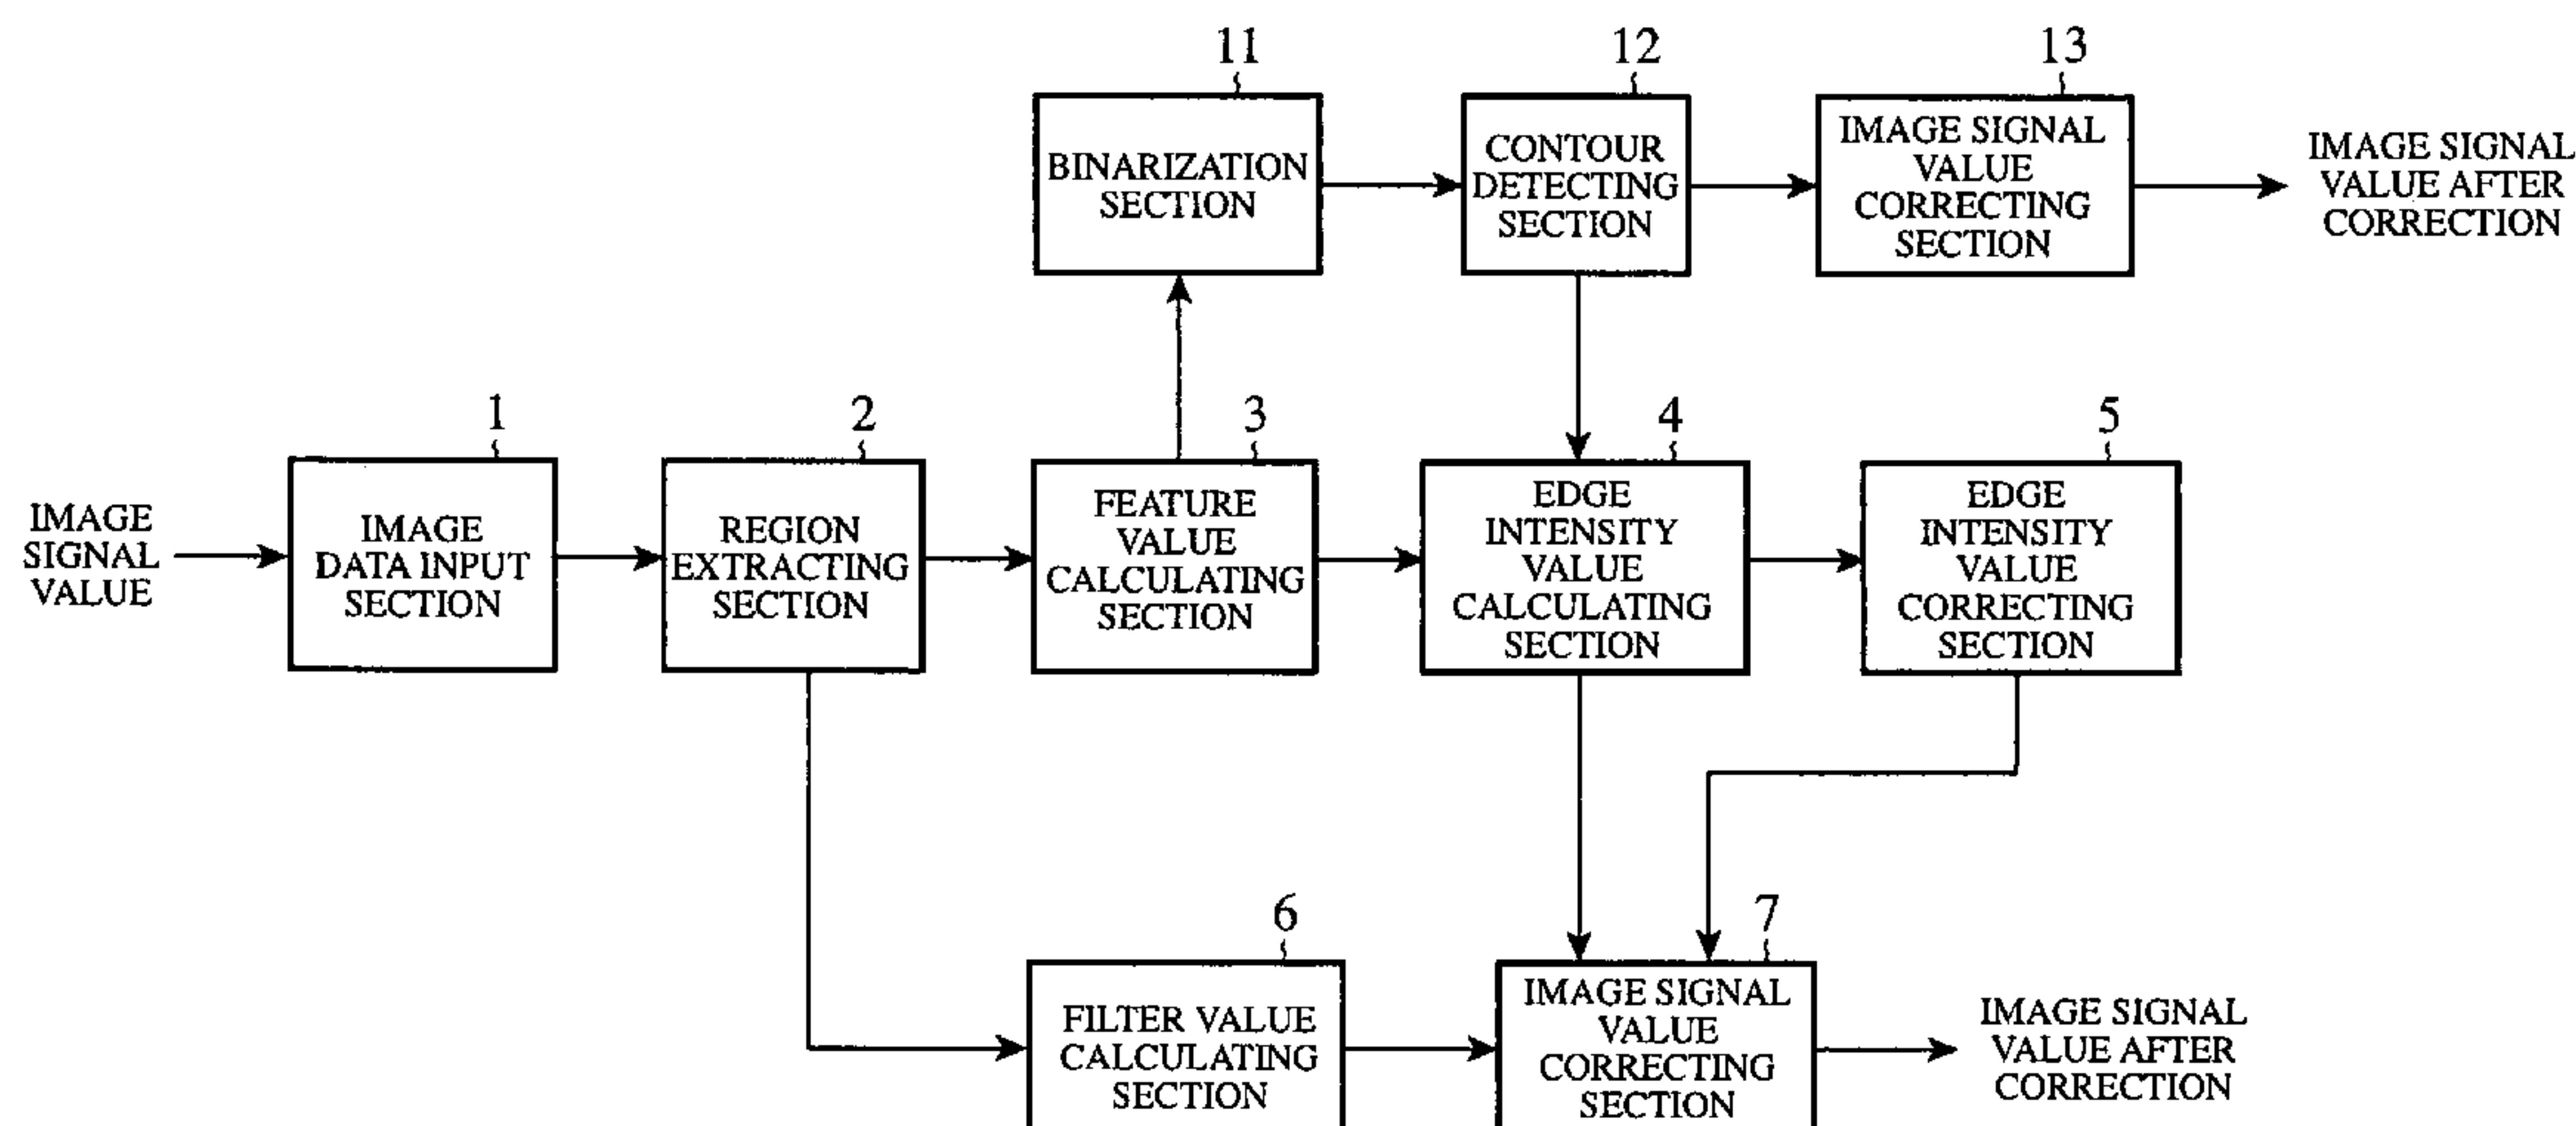 11
12
13
BINARIZATION
SECTION
CONTOUR
DETECTING
SECTION
IMAGE SIGNAL
VALUE
CORRECTING
SECTION
IMAGE SIGNAL
VALUE AFTER
CORRECTION
1
2
3
4
5
IMAGE
SIGNAL
VALUE
IMAGE
DATA INPUT
SECTION
REGION
EXTRACTING
SECTION
FEATURE
VALUE
CALCULATING
SECTION
EDGE
INTENSITY
VALUE
CALCULATING
SECTION
EDGE
INTENSITY
VALUE
CORRECTING
SECTION
6
7
FILTER VALUE
CALCULATING
SECTION
IMAGE SIGNAL
VALUE
CORRECTING
SECTION
IMAGE SIGNAL
VALUE AFTER
CORRECTION